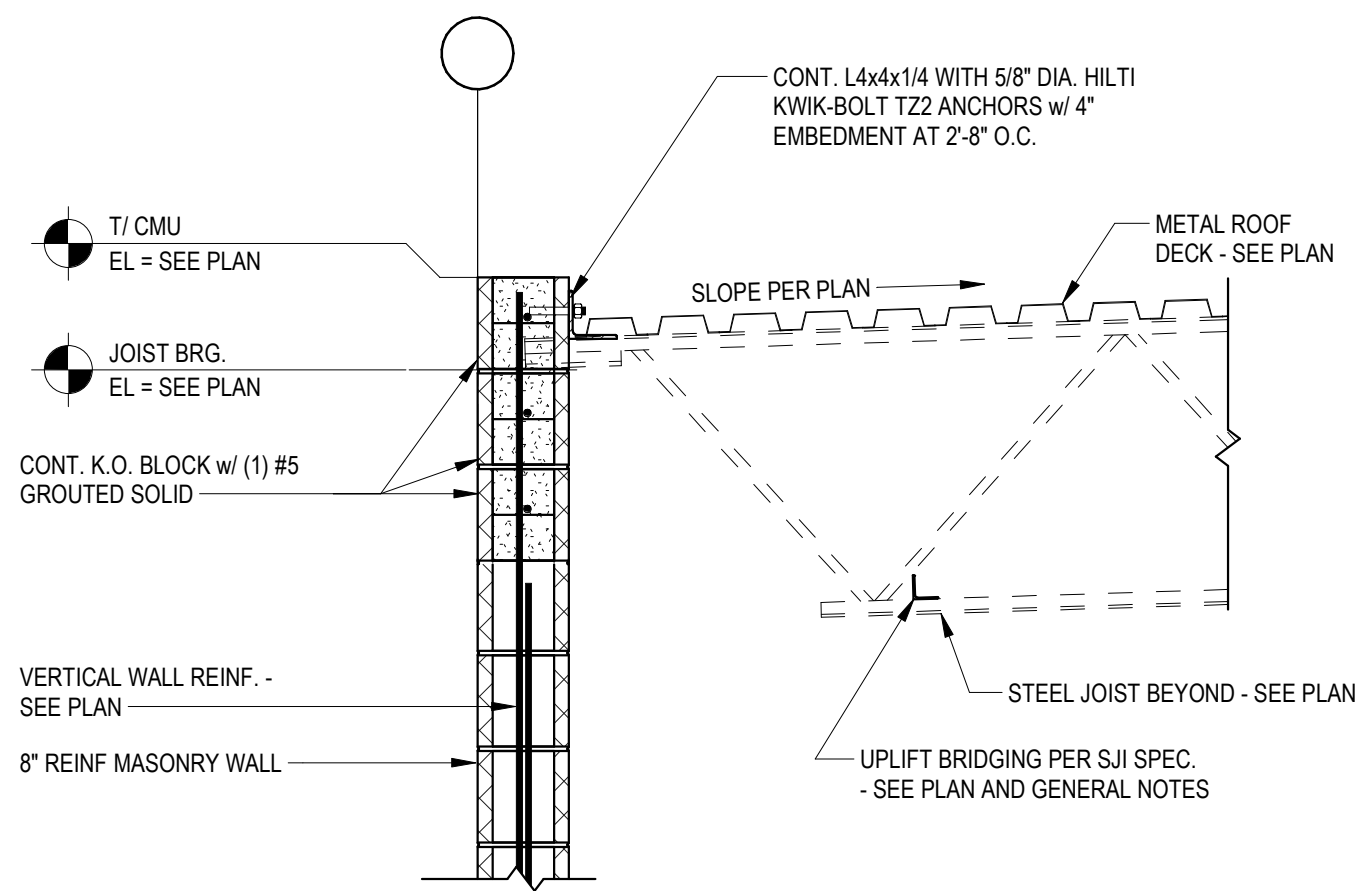 CONT. L4x4x1/4 WITH 5/8" DIA. HILTI
KWIK-BOLT TZ2 ANCHORS w/ 4"
EMBEDMENT AT 2'-8" O.C.
T/ CMU
EL = SEE PLAN
METAL ROOF
DECK - SEE PLAN
SLOPE PER PLAN
JOIST BRG.
EL = SEE PLAN
CONT. K.O. BLOCK w/ (1) #5
GROUTED SOLID
VERTICAL WALL REINF. -
SEE PLAN
STEEL JOIST BEYOND - SEE PLAN
8" REINF MASONRY WALL
UPLIFT BRIDGING PER SJI SPEC.
- SEE PLAN AND GENERAL NOTES